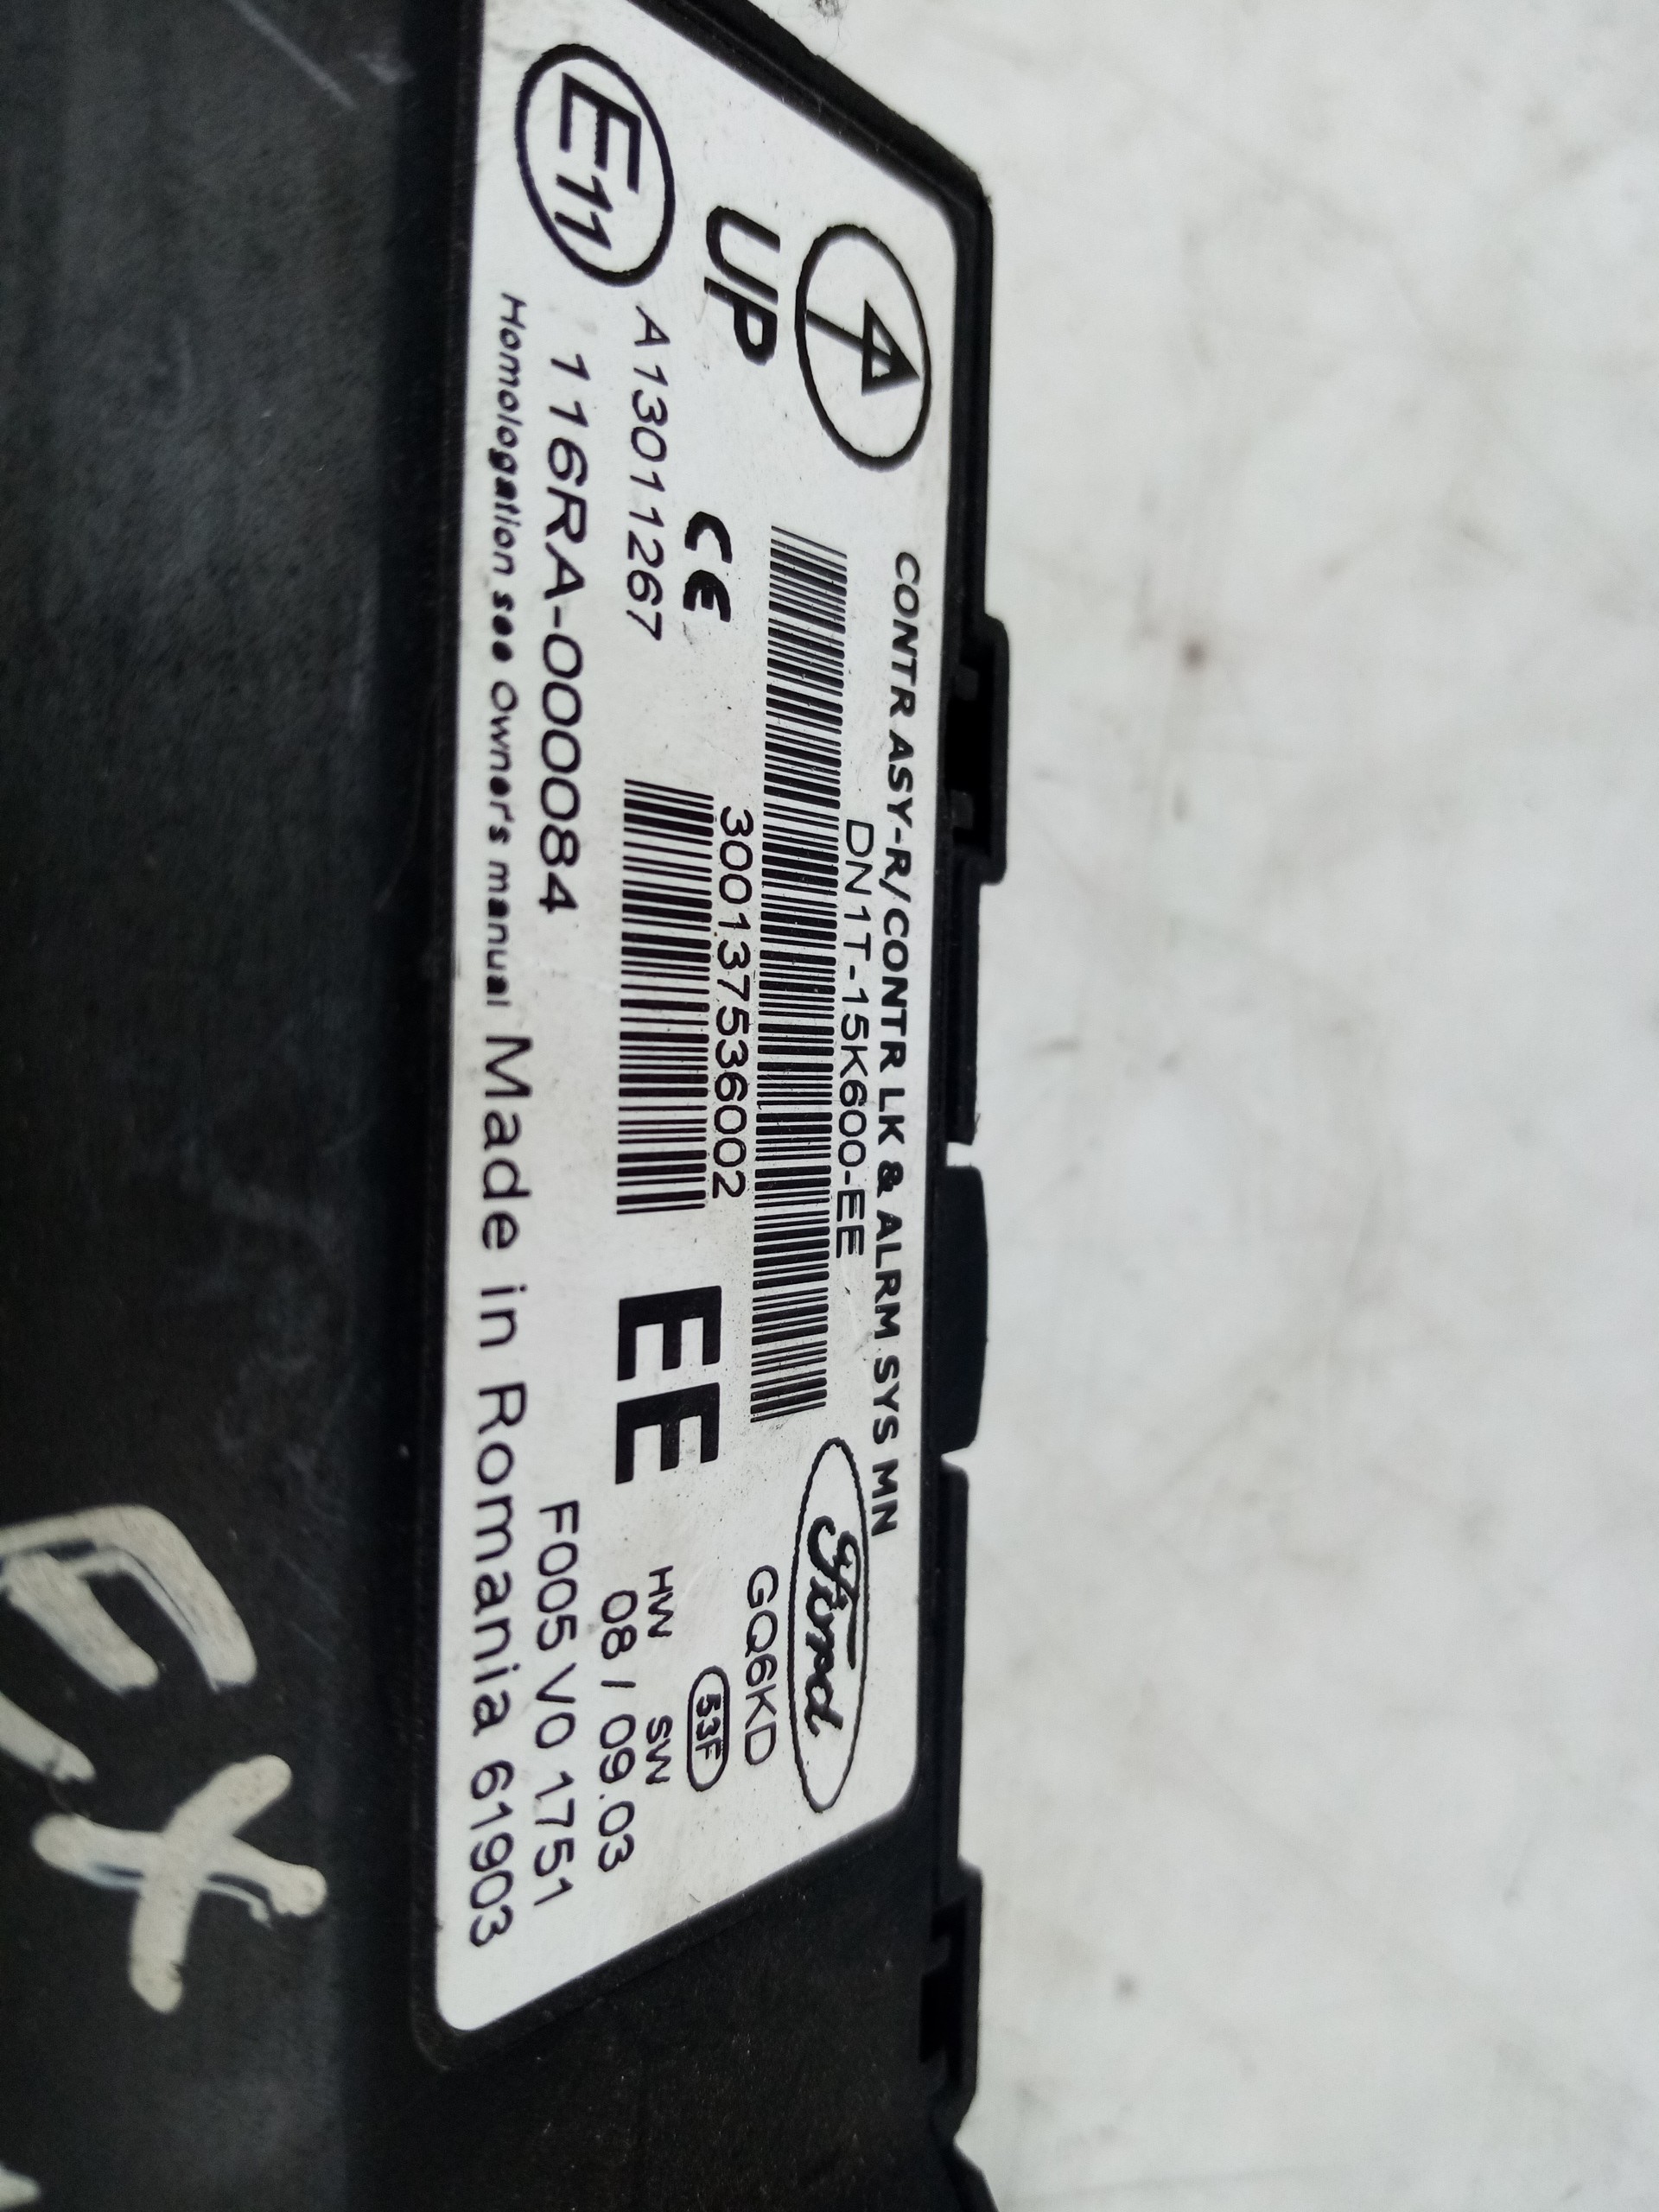 CONTR ASY-R/CONTR LK & ALRM SYS MN
DN1T-15K600-EE
Ford
UP
GQ6KD
CE
30013753602
53F
A13011267
EE
HW SW
08 / 09.03
E11
116RA-000084
F005 V0 1751
Homologation see Owner's manual Made in Romania 61903